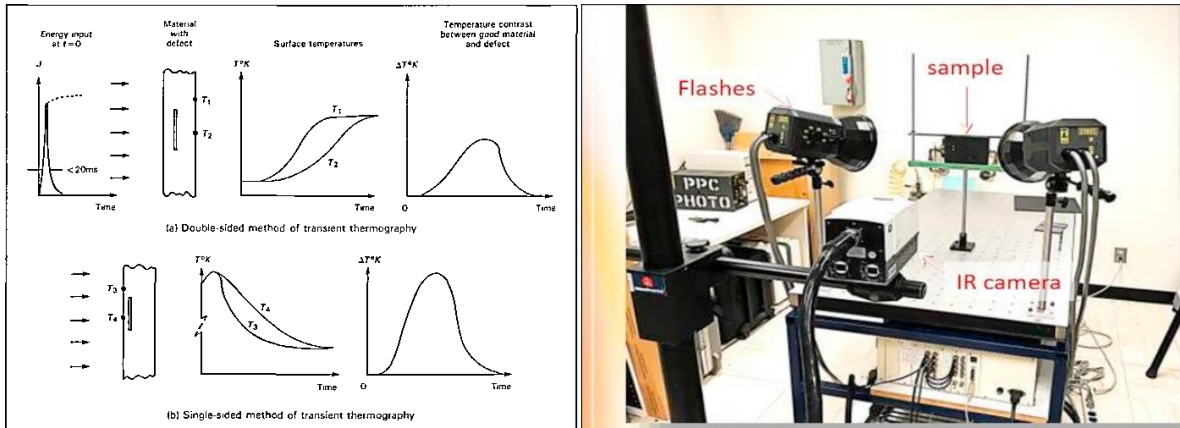 Energy input
at t=0
Material
with
defect
Surface temperatures
Temperature contrast
between good material
and defect
J
<20ms
Time
T₁
T₂
T°K
T₁
T₂
Time
ΔT°K
O
Time
(a) Double-sided method of transient thermography
T₃
T₄
T°K
T₄
T₃
Time
ΔT°K
O
Time
(b) Single-sided method of transient thermography
Flashes
sample
PPC
PHOTO
IR camera